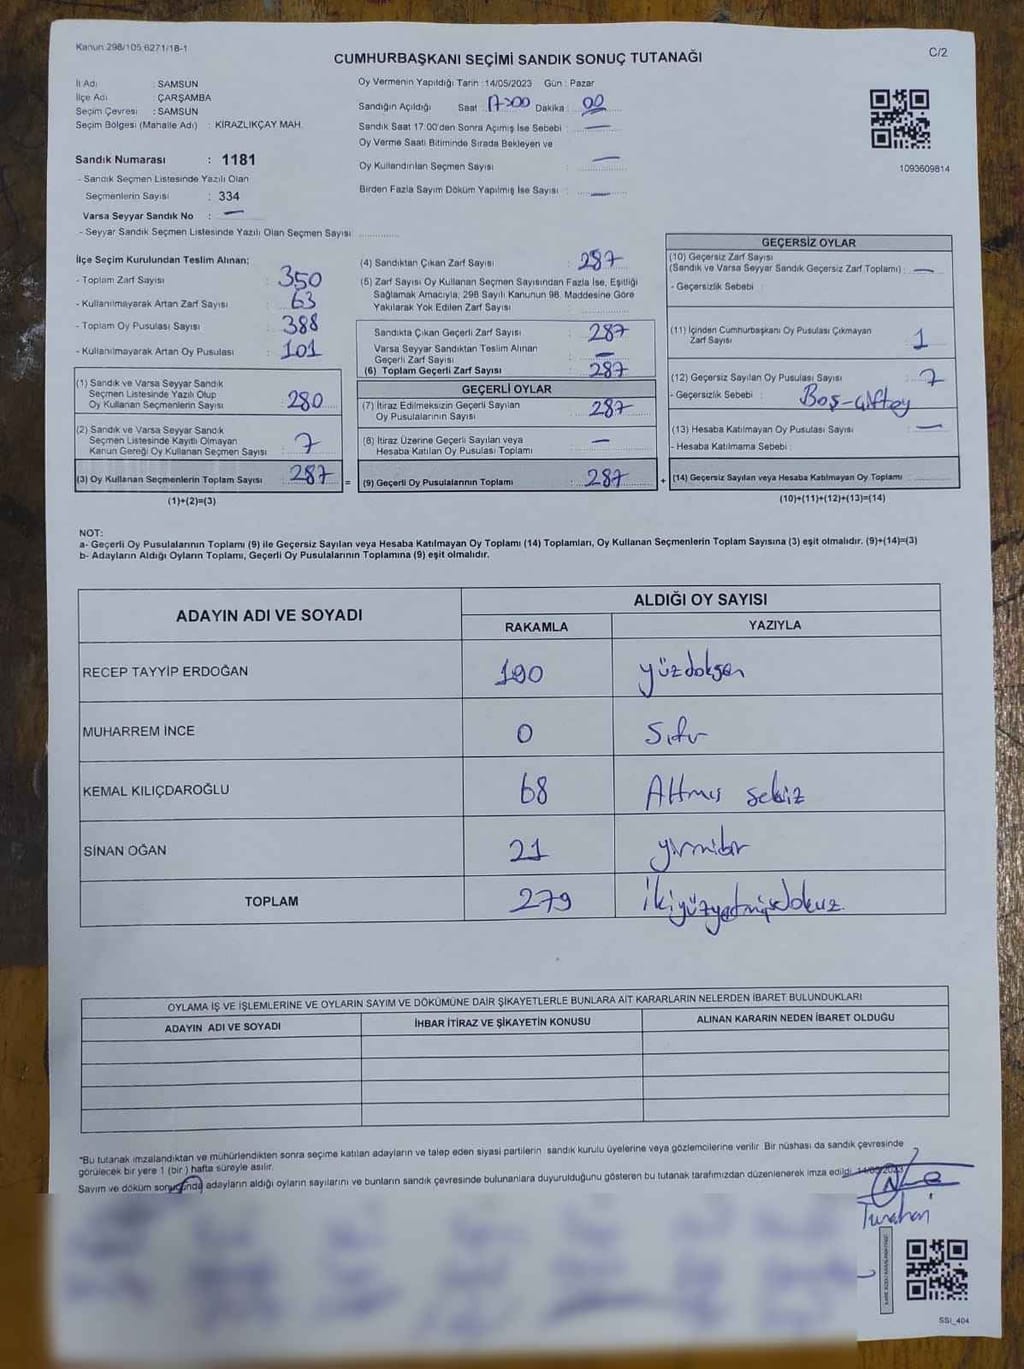 Kanun 298/105,6271/18-1
C/2
CUMHURBAŞKANI SEÇİMİ SANDIK SONUÇ TUTANAĞI
İl Adı : SAMSUN
İlçe Adı : ÇARŞAMBA
Seçim Çevresi : SAMSUN
Seçim Bölgesi (Mahalle Adı) : KİRAZLIKÇAY MAH.
Sandık Numarası : 1181
- Sandık Seçmen Listesinde Yazılı Olan
Seçmenlerin Sayısı : 334
Varsa Seyyar Sandık No : —
- Seyyar Sandık Seçmen Listesinde Yazılı Olan Seçmen Sayısı ..............
Oy Vermenin Yapıldığı Tarih :14/05/2023 Gün : Pazar
Sandığın Açıldığı Saat : 17:00 Dakika : 00
Sandık Saat 17:00'den Sonra Açılmış İse Sebebi : —
Oy Verme Saati Bitiminde Sırada Bekleyen ve
Oy Kullandırılan Seçmen Sayısı : —
Birden Fazla Sayım Döküm Yapılmış İse Sayısı : —
1093609814
İlçe Seçim Kurulundan Teslim Alınan:
- Toplam Zarf Sayısı : 350
- Kullanılmayarak Artan Zarf Sayısı : 63
- Toplam Oy Pusulası Sayısı : 388
- Kullanılmayarak Artan Oy Pusulası : 101
(1) Sandık ve Varsa Seyyar Sandık
Seçmen Listesinde Yazılı Olup
Oy Kullanan Seçmenlerin Sayısı : 280
(2) Sandık ve Varsa Seyyar Sandık
Seçmen Listesinde Kayıtlı Olmayan
Kanun Gereği Oy Kullanan Seçmen Sayısı : 7
(3) Oy Kullanan Seçmenlerin Toplam Sayısı : 287
(1)+(2)=(3)
=
(4) Sandıktan Çıkan Zarf Sayısı : 287
(5) Zarf Sayısı Oy Kullanan Seçmen Sayısından Fazla İse, Eşitliği
Sağlamak Amacıyla; 298 Sayılı Kanunun 98. Maddesine Göre
Yakılarak Yok Edilen Zarf Sayısı : ..............
Sandıkta Çıkan Geçerli Zarf Sayısı : 287
Varsa Seyyar Sandıktan Teslim Alınan
Geçerli Zarf Sayısı : —
(6) Toplam Geçerli Zarf Sayısı : 287
GEÇERLİ OYLAR
(7) İtiraz Edilmeksizin Geçerli Sayılan
Oy Pusulalarının Sayısı : 287
(8) İtiraz Üzerine Geçerli Sayılan veya
Hesaba Katılan Oy Pusulası Toplamı : —
(9) Geçerli Oy Pusulalarının Toplamı : 287
+
GEÇERSİZ OYLAR
(10) Geçersiz Zarf Sayısı
(Sandık ve Varsa Seyyar Sandık Geçersiz Zarf Toplamı) : —
- Geçersizlik Sebebi :
(11) İçinden Cumhurbaşkanı Oy Pusulası Çıkmayan
Zarf Sayısı : 1
(12) Geçersiz Sayılan Oy Pusulası Sayısı : 7
- Geçersizlik Sebebi : Boş-çiftoy
(13) Hesaba Katılmayan Oy Pusulası Sayısı : —
- Hesaba Katılmama Sebebi :
(14) Geçersiz Sayılan veya Hesaba Katılmayan Oy Toplamı ..............
(10)+(11)+(12)+(13)=(14)
NOT:
a- Geçerli Oy Pusulalarının Toplamı (9) ile Geçersiz Sayılan veya Hesaba Katılmayan Oy Toplamı (14) Toplamları, Oy Kullanan Seçmenlerin Toplam Sayısına (3) eşit olmalıdır. (9)+(14)=(3)
b- Adayların Aldığı Oyların Toplamı, Geçerli Oy Pusulalarının Toplamına (9) eşit olmalıdır.
ADAYIN ADI VE SOYADI
ALDIĞI OY SAYISI
RAKAMLA YAZIYLA
RECEP TAYYİP ERDOĞAN 190 yüzdoksan
MUHARREM İNCE 0 Sıfır
KEMAL KILIÇDAROĞLU 68 Altmış sekiz
SİNAN OĞAN 21 yirmibir
TOPLAM 279 ikiyüzyetmişdokuz.
OYLAMA İŞ VE İŞLEMLERİNE VE OYLARIN SAYIM VE DÖKÜMÜNE DAİR ŞİKAYETLERLE BUNLARA AİT KARARLARIN NELERDEN İBARET BULUNDUKLARI
ADAYIN ADI VE SOYADI İHBAR İTİRAZ VE ŞİKAYETİN KONUSU ALINAN KARARIN NEDEN İBARET OLDUĞU
"Bu tutanak imzalandıktan ve mühürlendikten sonra seçime katılan adayların ve talep eden siyasi partilerin sandık kurulu üyelerine veya gözlemcilerine verilir. Bir nüshası da sandık çevresinde
görülecek bir yere 1 (bir) hafta süreyle asılır.
Sayım ve döküm sonucunda adayların aldığı oyların sayılarını ve bunların sandık çevresinde bulunanlara duyurulduğunu gösteren bu tutanak tarafımızdan düzenlenerek imza edildi. 14/05/2023
SSI_404